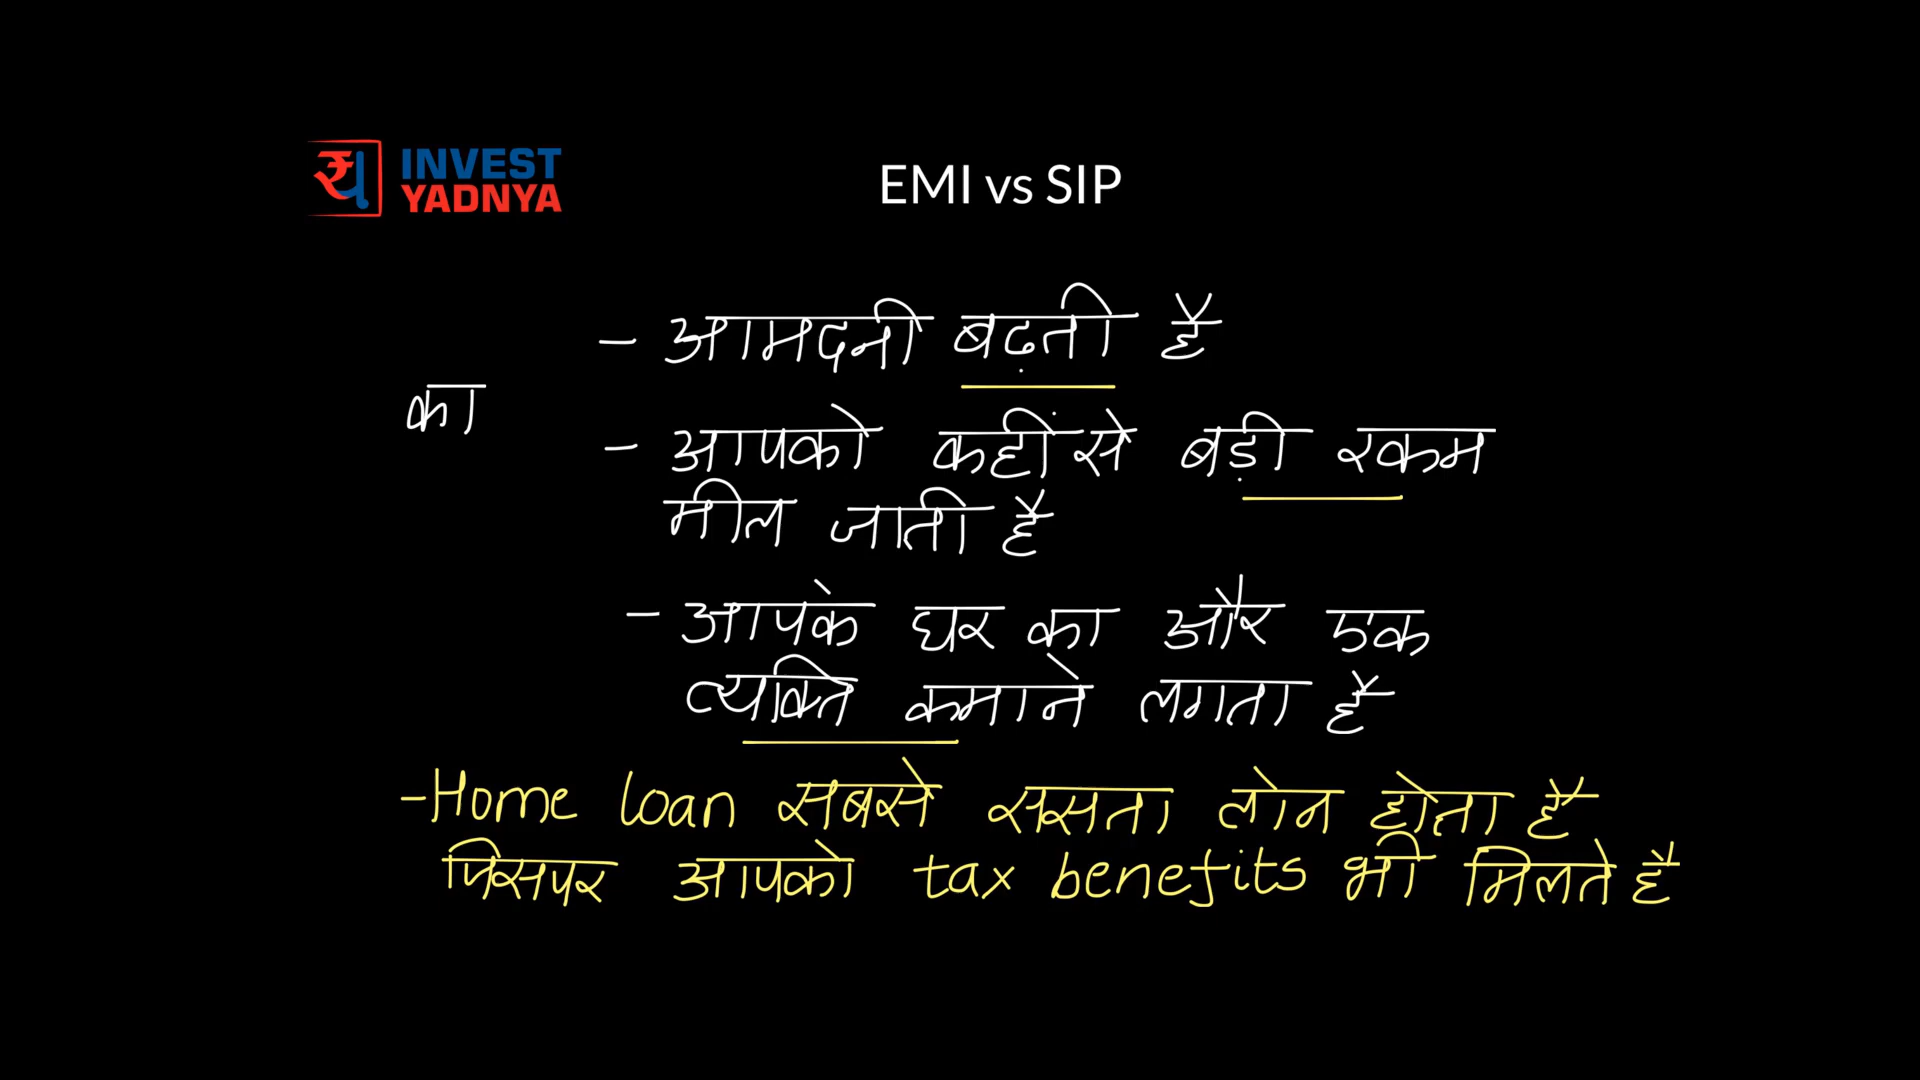 INVEST
YADNYA
EMI vs SIP
- आमदनी बढ़ती है
का
- आपको कहीं से बड़ी रकम
मील जाती है
- आपके घर का और एक
व्यक्ति कमाने लगता है
- Home loan सबसे सस्ता लोन होता है
जिसपर आपको tax benefits भी मिलते है